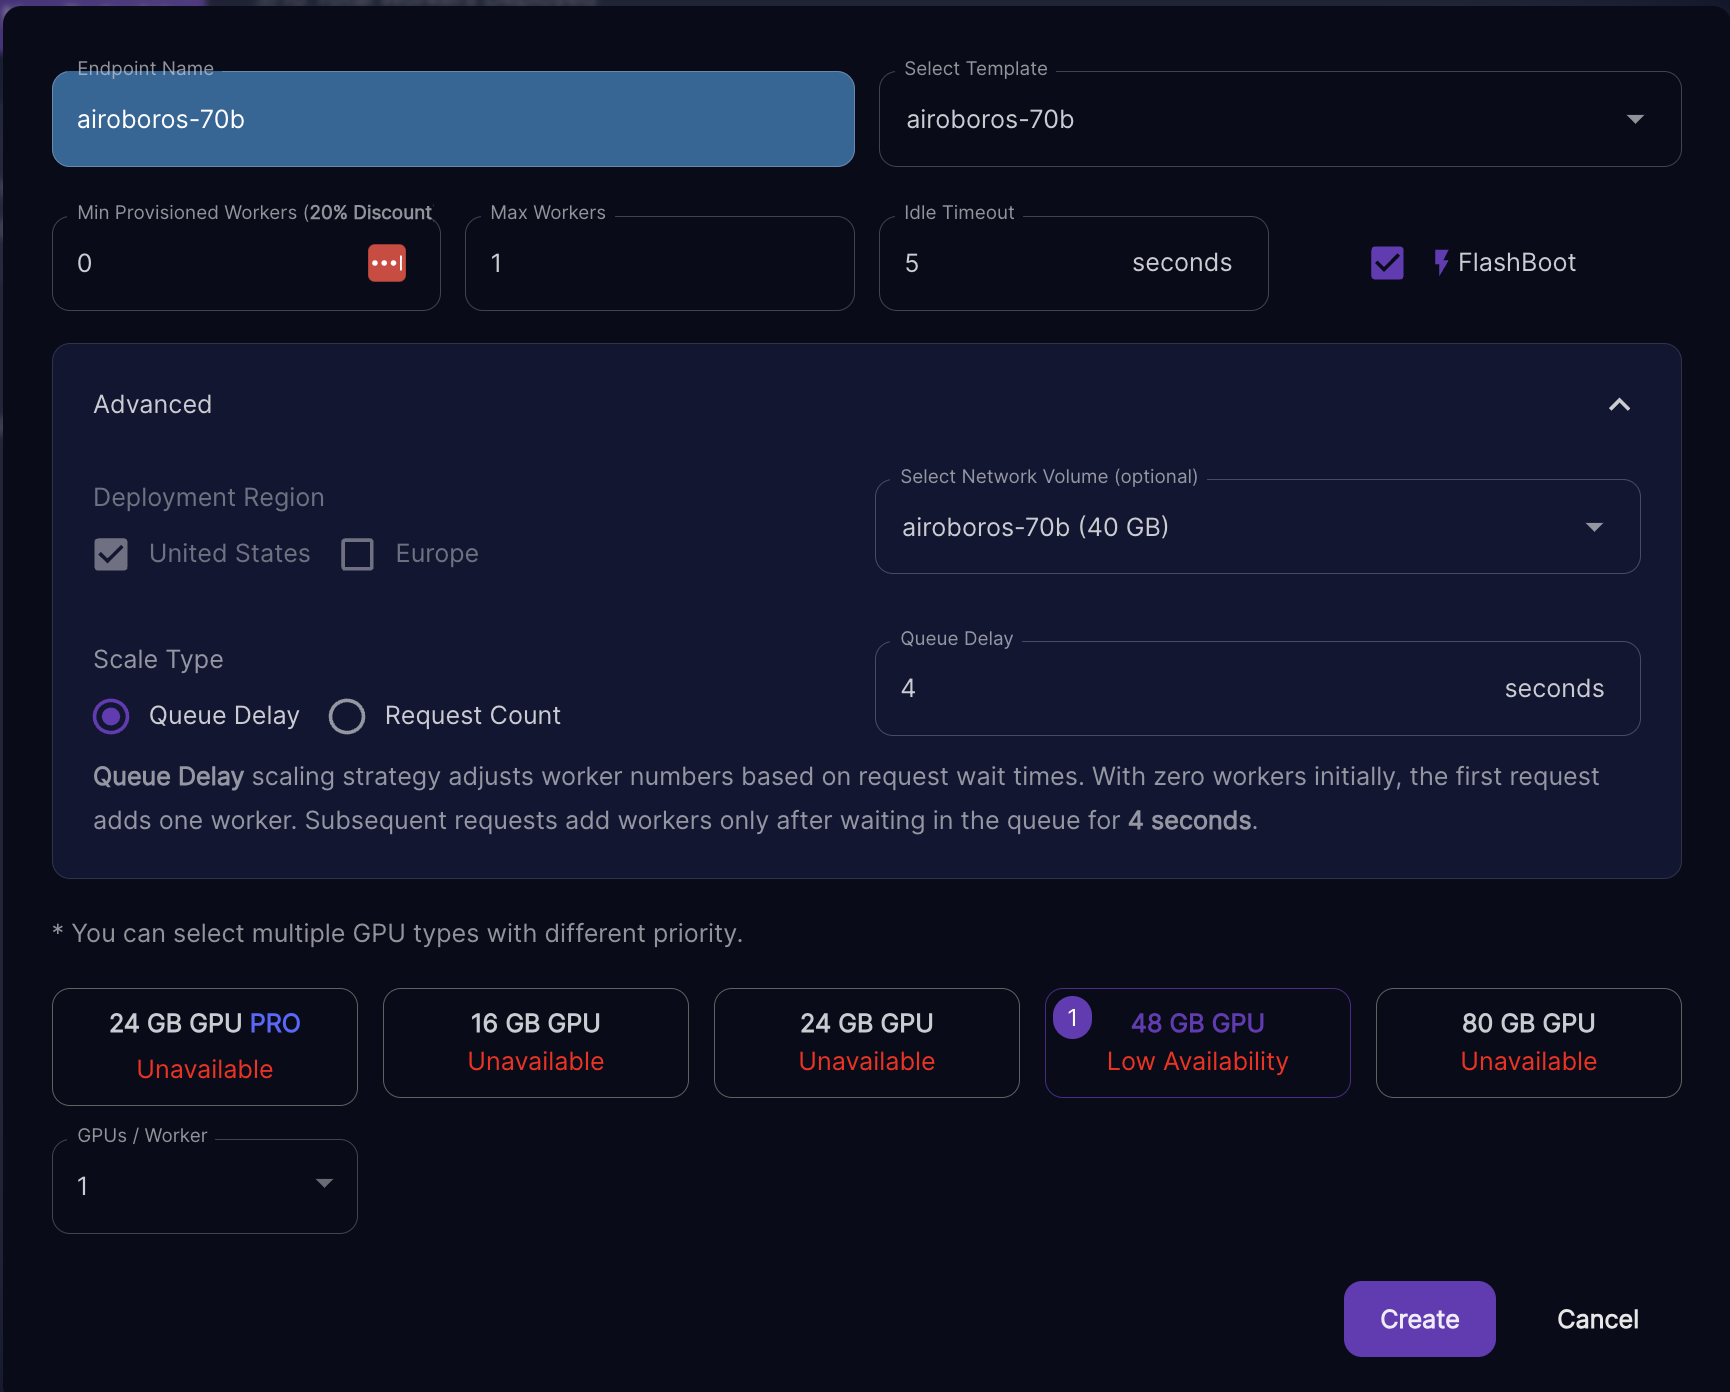 Endpoint Name
airoboros-70b
Select Template
airoboros-70b
Min Provisioned Workers (20% Discount
0
Max Workers
1
Idle Timeout
5 seconds
FlashBoot
Advanced
Deployment Region
United States
Europe
Select Network Volume (optional)
airoboros-70b (40 GB)
Scale Type
Queue Delay
Request Count
Queue Delay
4 seconds
Queue Delay scaling strategy adjusts worker numbers based on request wait times. With zero workers initially, the first request
adds one worker. Subsequent requests add workers only after waiting in the queue for 4 seconds.
* You can select multiple GPU types with different priority.
24 GB GPU PRO
Unavailable
16 GB GPU
Unavailable
24 GB GPU
Unavailable
1
48 GB GPU
Low Availability
80 GB GPU
Unavailable
GPUs / Worker
1
Create
Cancel